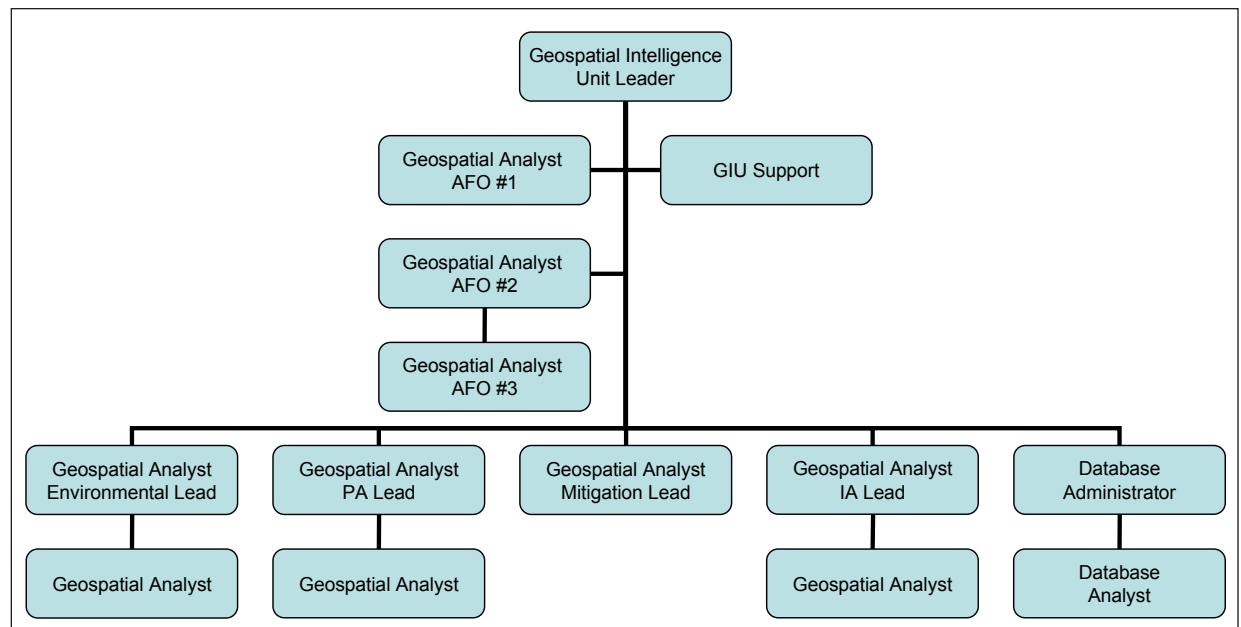 Geospatial Intelligence
Unit Leader
Geospatial Analyst
AFO #1
GIU Support
Geospatial Analyst
AFO #2
Geospatial Analyst
AFO #3
Geospatial Analyst
Environmental Lead
Geospatial Analyst
PA Lead
Geospatial Analyst
Mitigation Lead
Geospatial Analyst
IA Lead
Database
Administrator
Geospatial Analyst
Geospatial Analyst
Geospatial Analyst
Database
Analyst